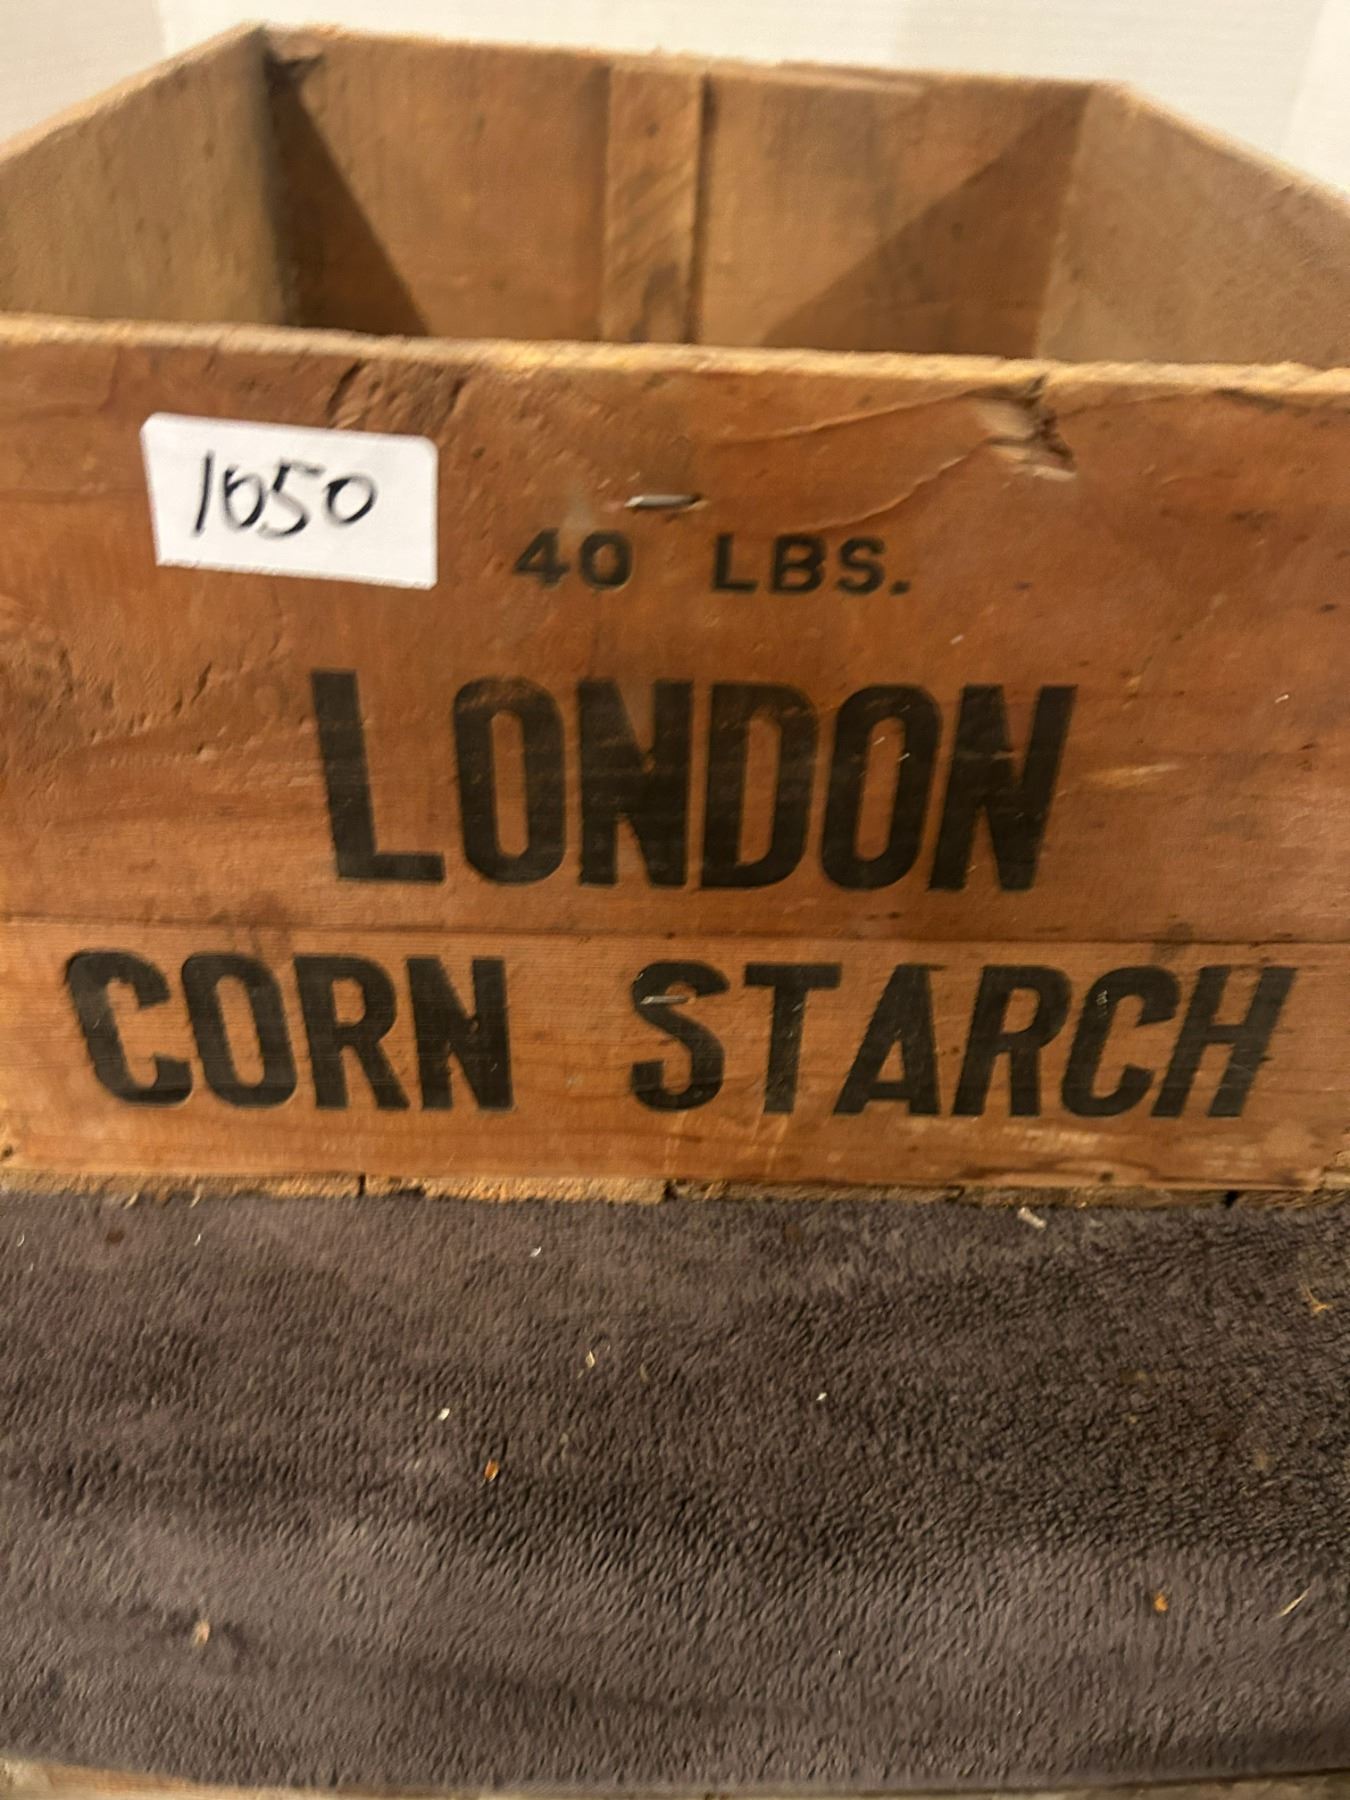 1050
40 LBS.
LONDON
CORN STARCH